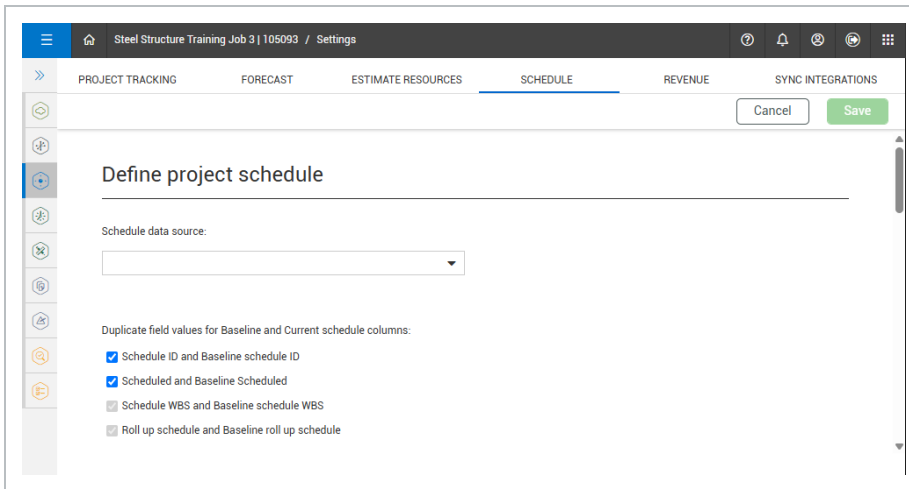 Steel Structure Training Job 3 | 105093 / Settings
PROJECT TRACKING FORECAST ESTIMATE RESOURCES SCHEDULE REVENUE SYNC INTEGRATIONS
Cancel Save
Define project schedule
Schedule data source:
Duplicate field values for Baseline and Current schedule columns:
Schedule ID and Baseline schedule ID
Scheduled and Baseline Scheduled
Schedule WBS and Baseline schedule WBS
Roll up schedule and Baseline roll up schedule